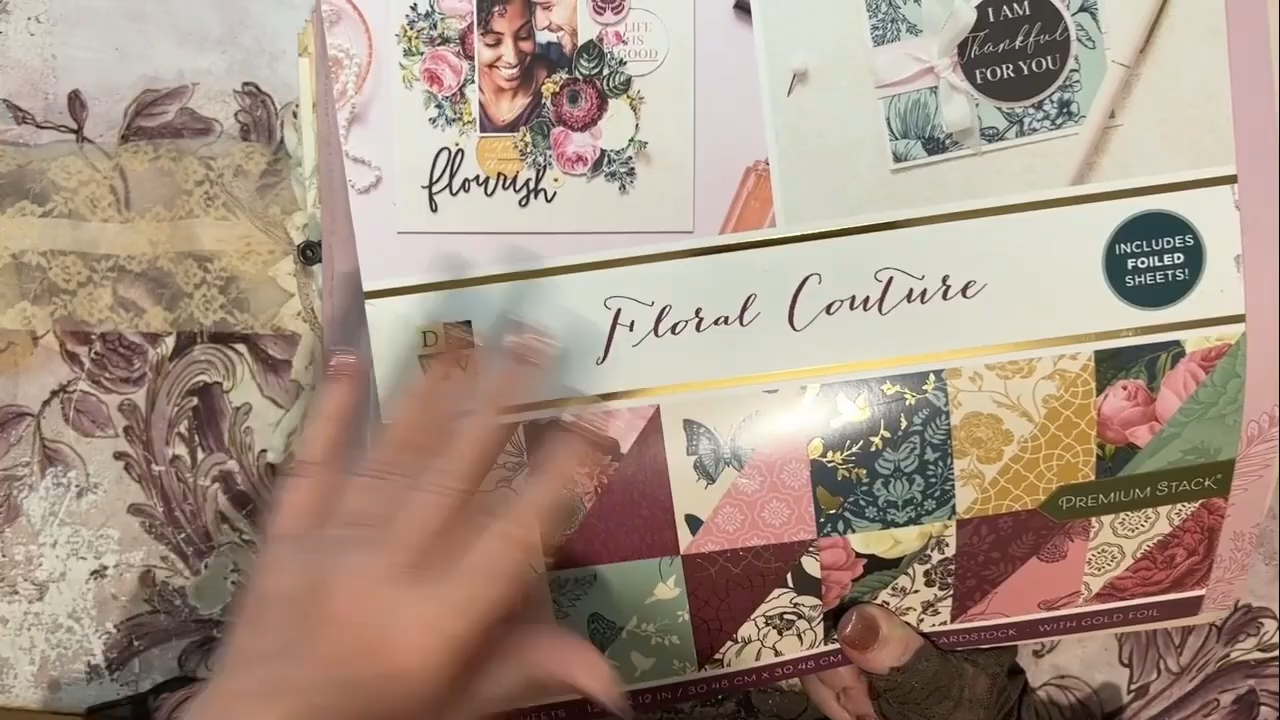 LIFE
IS
GOOD
flourish
I AM
Thankful
FOR YOU
INCLUDES
FOILED
SHEETS!
Floral Couture
D
PREMIUM STACK
12 IN / 30.48 CM X 30.48 CM
ARDSTOCK · WITH GOLD FOIL